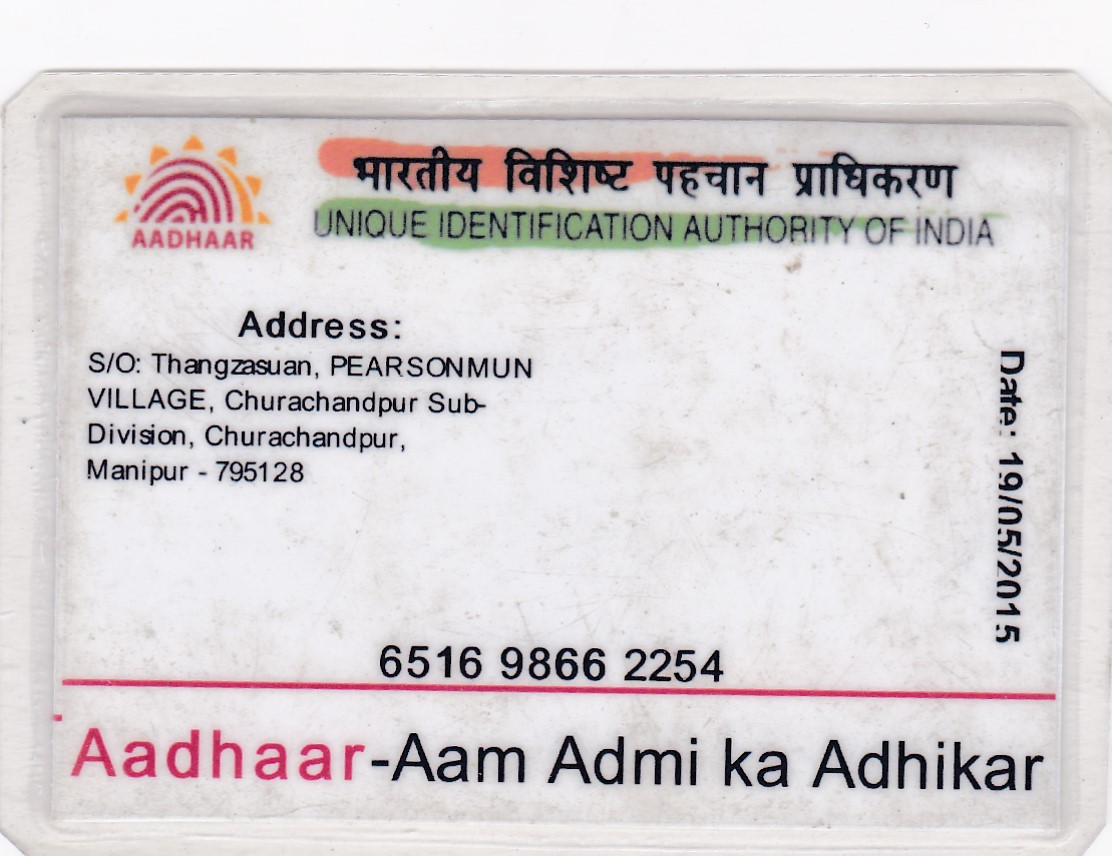 भारतीय विशिष्ट पहचान प्राधिकरण
AADHAAR
UNIQUE IDENTIFICATION AUTHORITY OF INDIA
Address:
S/O: Thangzasuan, PEARSONMUN
VILLAGE, Churachandpur Sub-
Division, Churachandpur,
Manipur - 795128
Date: 19/05/2015
6516 9866 2254
Aadhaar-Aam Admi ka Adhikar